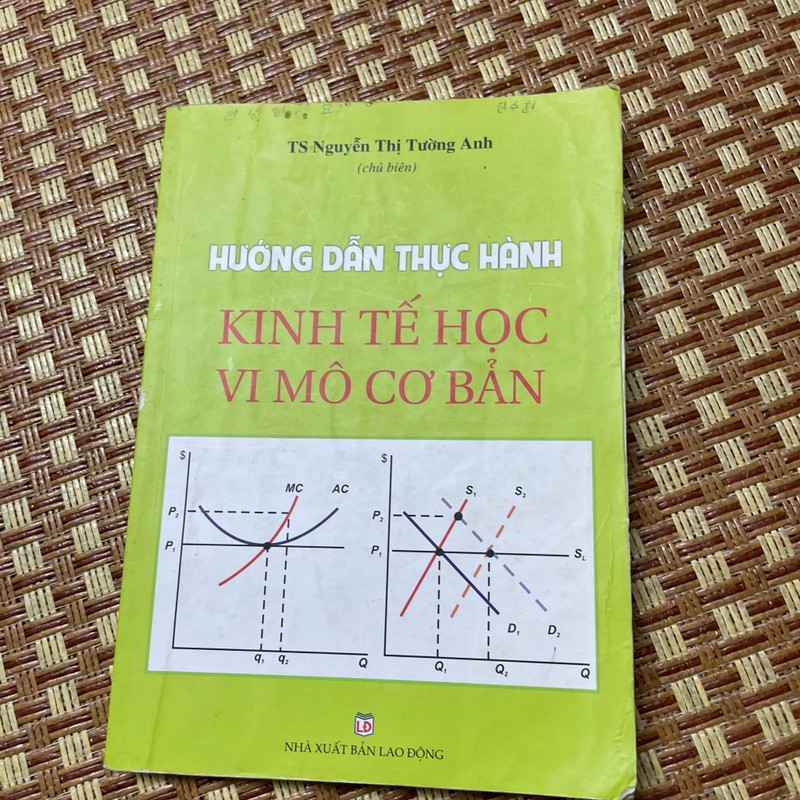 TS Nguyễn Thị Tường Anh
(chủ biên)
HƯỚNG DẪN THỰC HÀNH
KINH TẾ HỌC
VI MÔ CƠ BẢN
$
MC AC
P₂
P₁
q₁ q₂ Q
$
S₁ S₂
P₂
P₁ S_L
D₁ D₂
Q₁ Q₂ Q
LĐ
NHÀ XUẤT BẢN LAO ĐỘNG